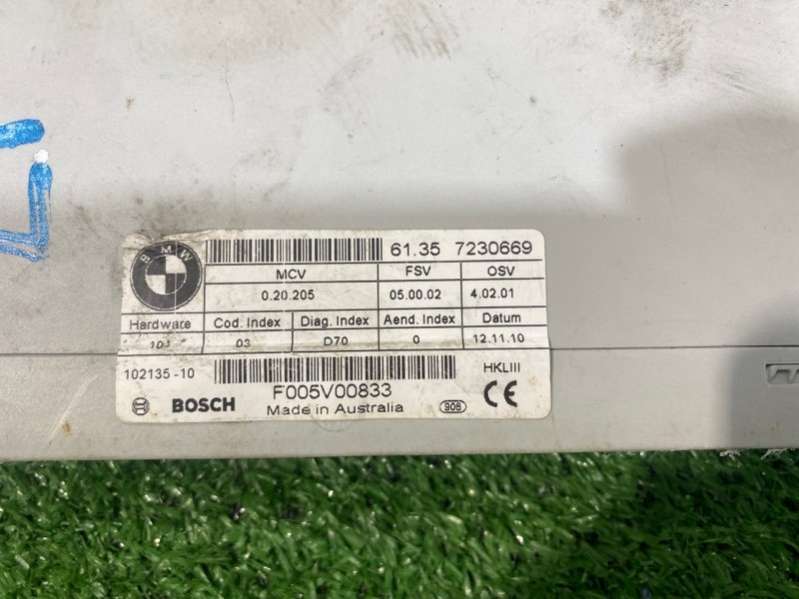 BMW
61.35 7230669
MCV FSV OSV
0.20.205 05.00.02 4.02.01
Hardware Cod. Index Diag. Index Aend. Index Datum
03 D70 0 12.11.10
102135-10 HKLIII
BOSCH F005V00833 CE
Made in Australia 906